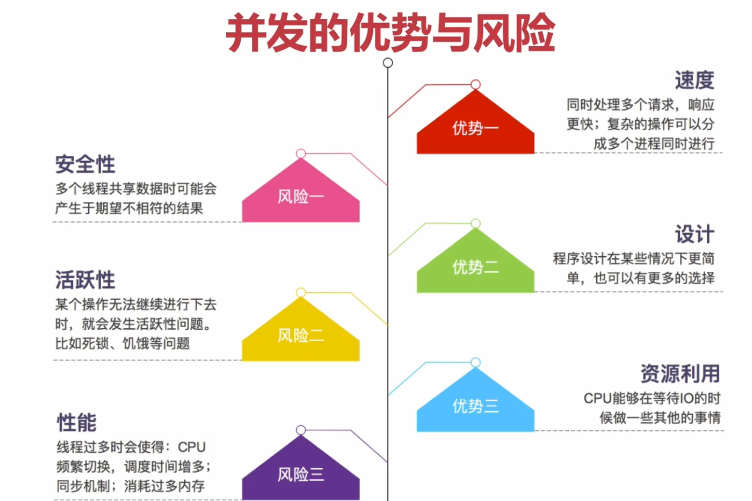 并发的优势与风险
速度
同时处理多个请求，响应
更快；复杂的操作可以分
成多个进程同时进行
优势一
安全性
多个线程共享数据时可能会
产生于期望不相符的结果
风险一
设计
程序设计在某些情况下更简
单，也可以有更多的选择
优势二
活跃性
某个操作无法继续进行下去
时，就会发生活跃性问题。
比如死锁、饥饿等问题
风险二
资源利用
CPU能够在等待IO的时
候做一些其他的事情
优势三
性能
线程过多时会使得：CPU
频繁切换，调度时间增多；
同步机制；消耗过多内存
风险三